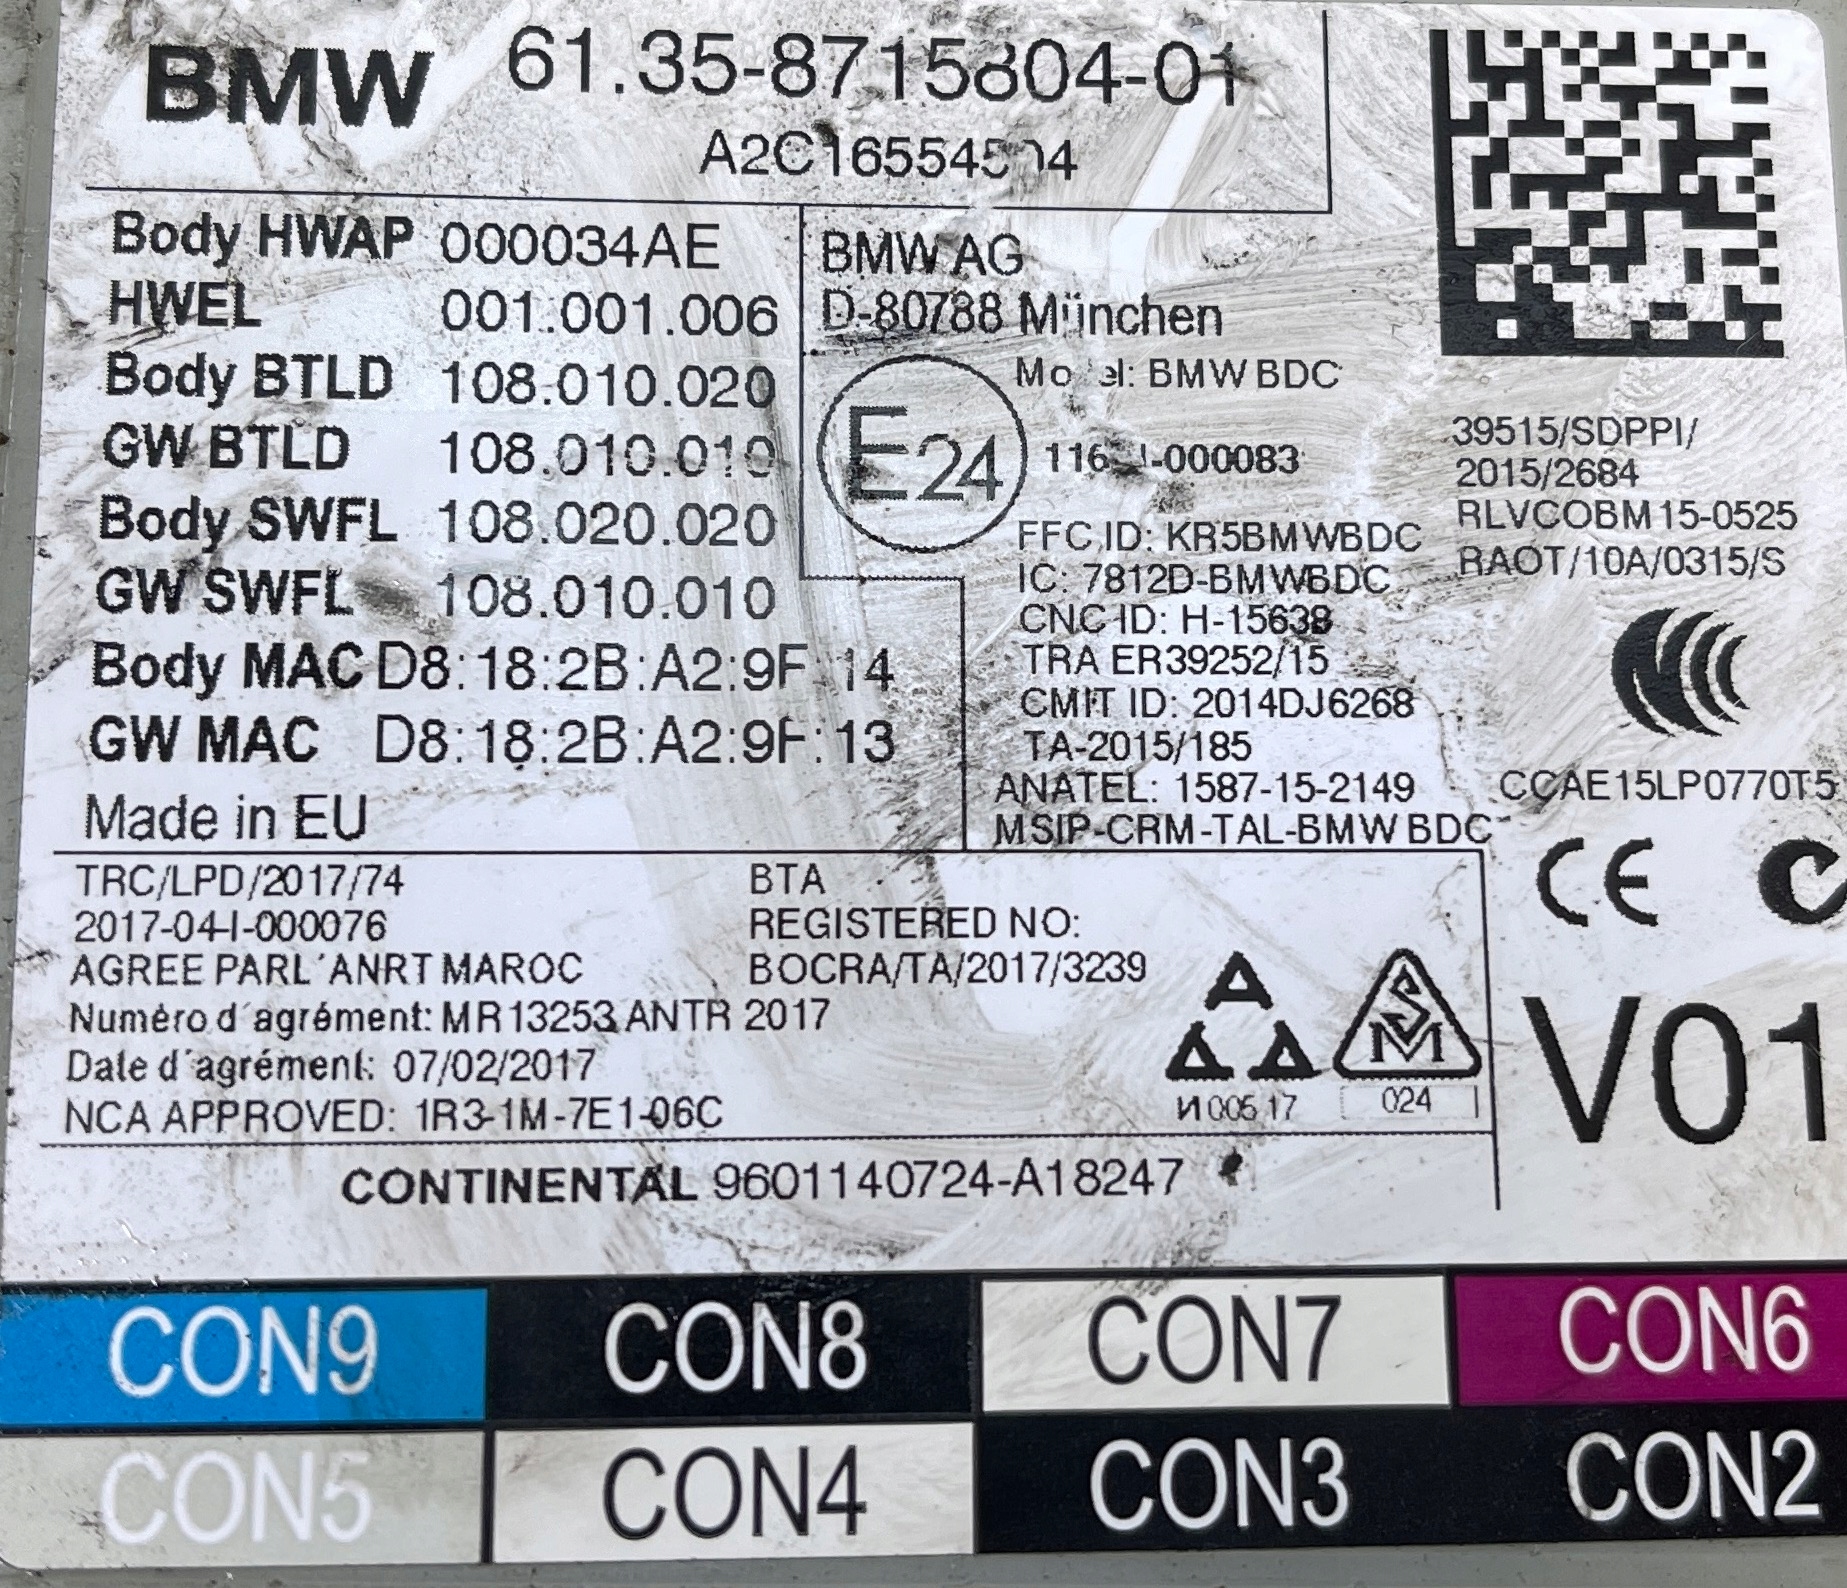 BMW 61.35-8715804-01
Body HWAP 000034AE
HWEL 001.001.006
Body BTLD 108.010.020
GW BTLD 108.010.010
Body SWFL 108.020.020
GW SWFL 108.010.010
Body MAC D8:18:2B:A2:9F:14
GW MAC D8:18:2B:A2:9F:13
Made in EU
BMW AG
D-80788 München
Model: BMW BDC
E24
FFC ID: KR5BMWBDC
IC: 7812D-BMWBDC
CNC ID: H-15638
TRA ER39252/15
CMIT ID: 2014DJ6268
TA-2015/185
ANATEL: 1587-15-2149
MSIP-CRM-TAL-BMW BDC
39515/SDPPI/
2015/2684
RLVCOBM15-0525
RAOT/10A/0315/S
CCAE15LP0770T5
CE
V01
TRC/LPD/2017/74
2017-04-I-000076
AGREE PARL´ANRT MAROC
Numéro d´agrément: MR 13253 ANTR 2017
Date d´agrément: 07/02/2017
NCA APPROVED: 1R3-1M-7E1-06C
BTA
REGISTERED NO:
BOCRA/TA/2017/3239
024
CONTINENTAL 9601140724-A18247
CON9 CON8 CON7 CON6
CON5 CON4 CON3 CON2